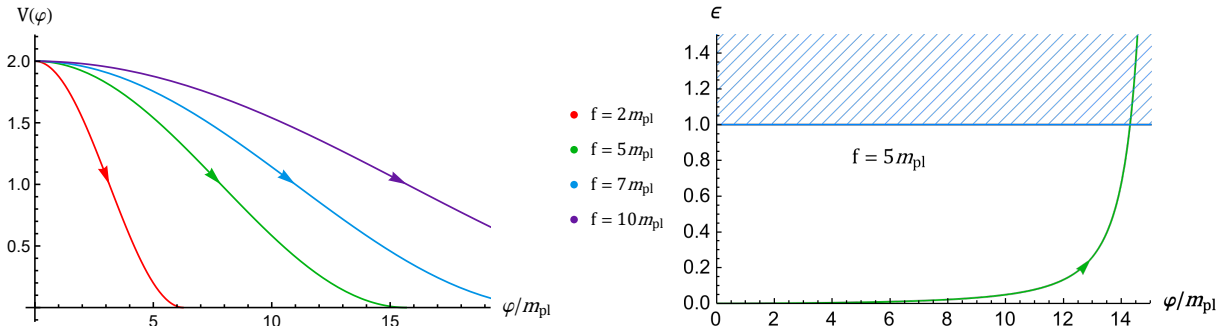 V(φ)
2.0
1.5
1.0
0.5
5
10
15
φ/m_pl
f = 2m_pl
f = 5m_pl
f = 7m_pl
f = 10m_pl
ϵ
1.4
1.2
1.0
0.8
0.6
0.4
0.2
0.0
f = 5m_pl
0 2 4 6 8 10 12 14
φ/m_pl